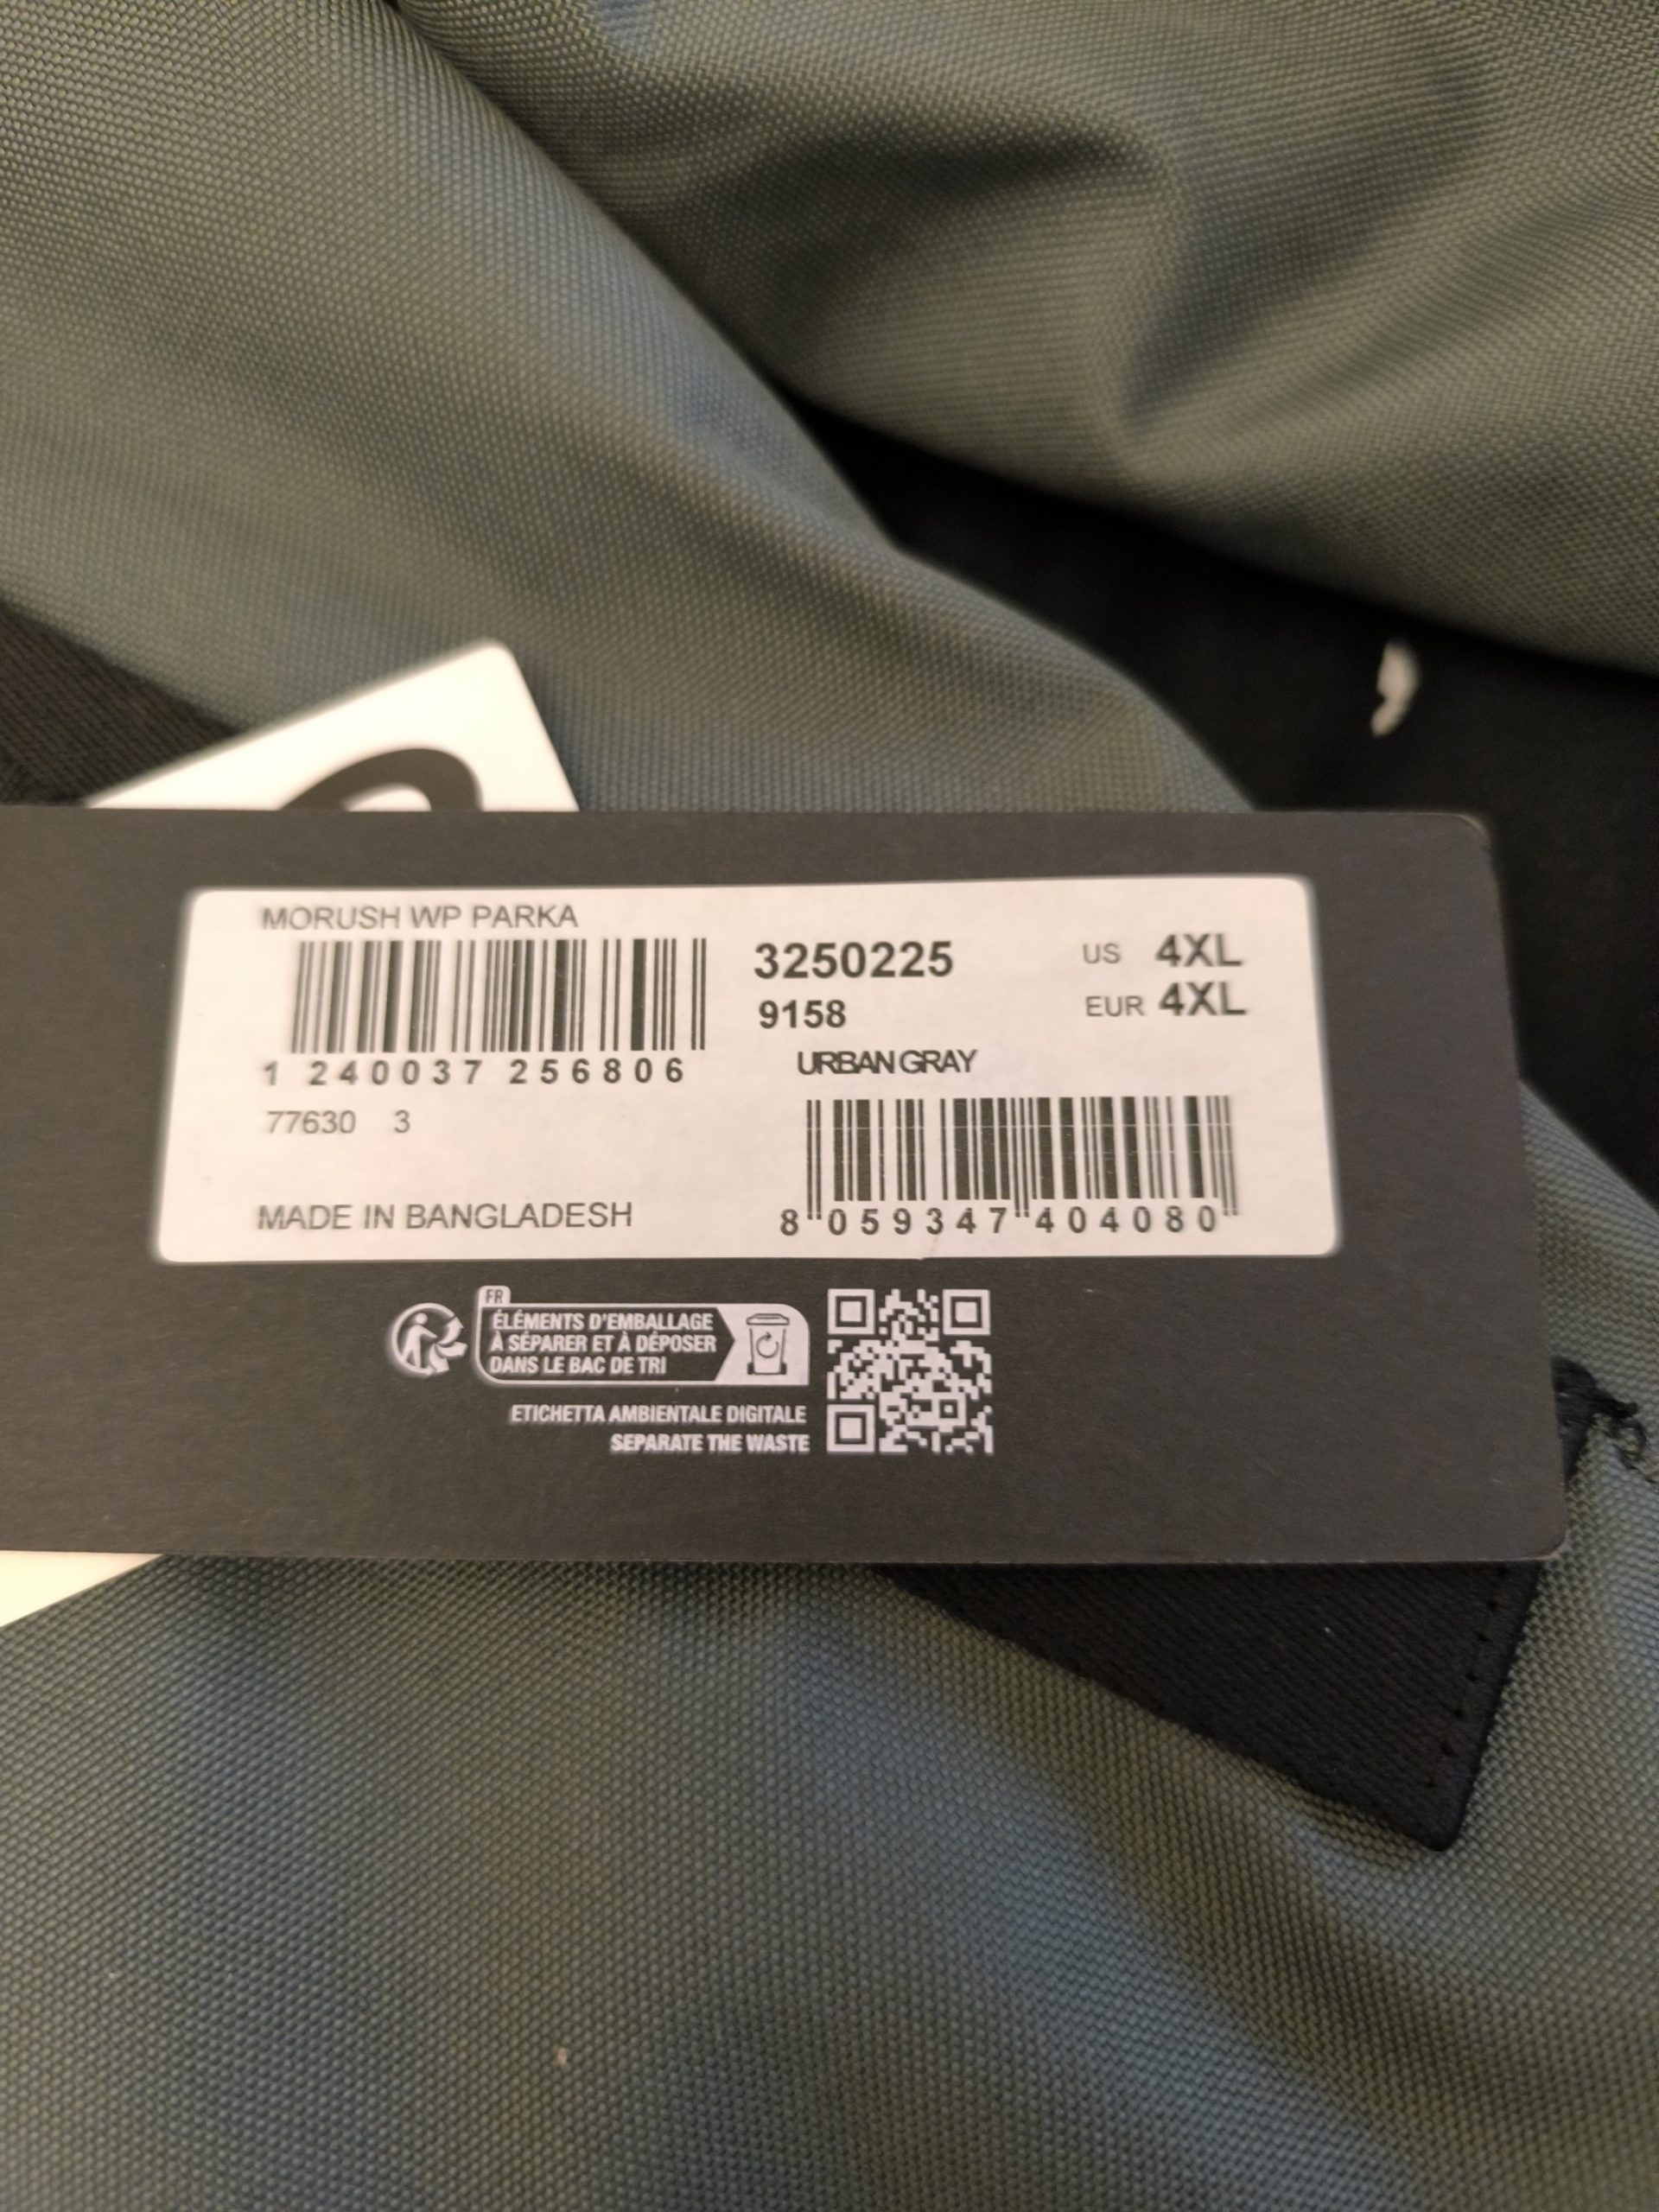 MORUSH WP PARKA
1 240037 256806
77630 3
MADE IN BANGLADESH
3250225
9158
URBAN GRAY
US 4XL
EUR 4XL
8 059347 404080
FR
ÉLÉMENTS D'EMBALLAGE
À SÉPARER ET À DÉPOSER
DANS LE BAC DE TRI
ETICHETTA AMBIENTALE DIGITALE
SEPARATE THE WASTE